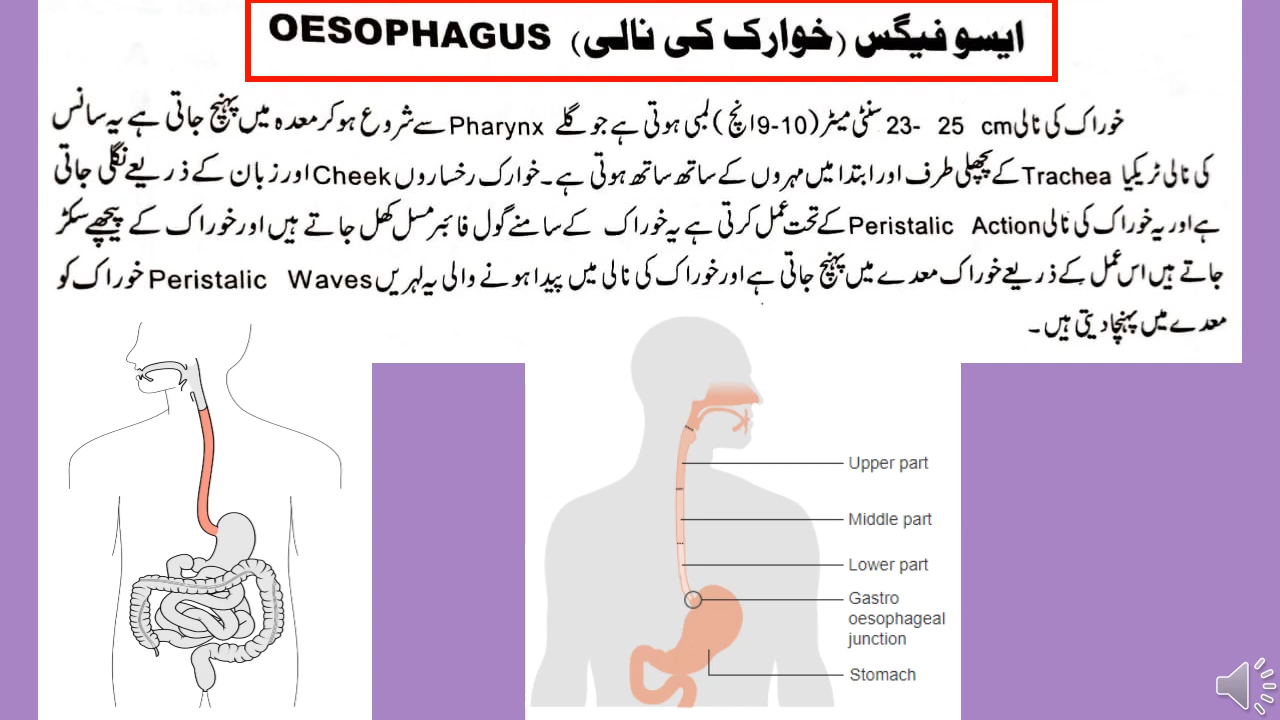 ایسو فیگس (خوارک کی نالی) OESOPHAGUS
خوراک کی نالی 23- 25 cm سنٹی میٹر (9-10 انچ) لمبی ہوتی ہے جو گلے Pharynx سے شروع ہو کر معدہ میں پہنچ جاتی ہے یہ سانس
کی نالی ٹریکیا Trachea کے پچھلی طرف اور ابتدا میں مہروں کے ساتھ ساتھ ہوتی ہے۔ خوارک رخساروں Cheek اور زبان کے ذریعے نگلی جاتی
ہے اور یہ خوراک کی نالی Peristalic Action کے تحت عمل کرتی ہے یہ خوراک کے سامنے گول فائبر مسل کھل جاتے ہیں اور خوراک کے پیچھے سکڑ
جاتے ہیں اس عمل کے ذریعے خوراک معدے میں پہنچ جاتی ہے اور خوراک کی نالی میں پیدا ہونے والی یہ لہریں Peristalic Waves خوراک کو
معدے میں پہنچا دیتی ہیں۔
Upper part
Middle part
Lower part
Gastro
oesophageal
junction
Stomach